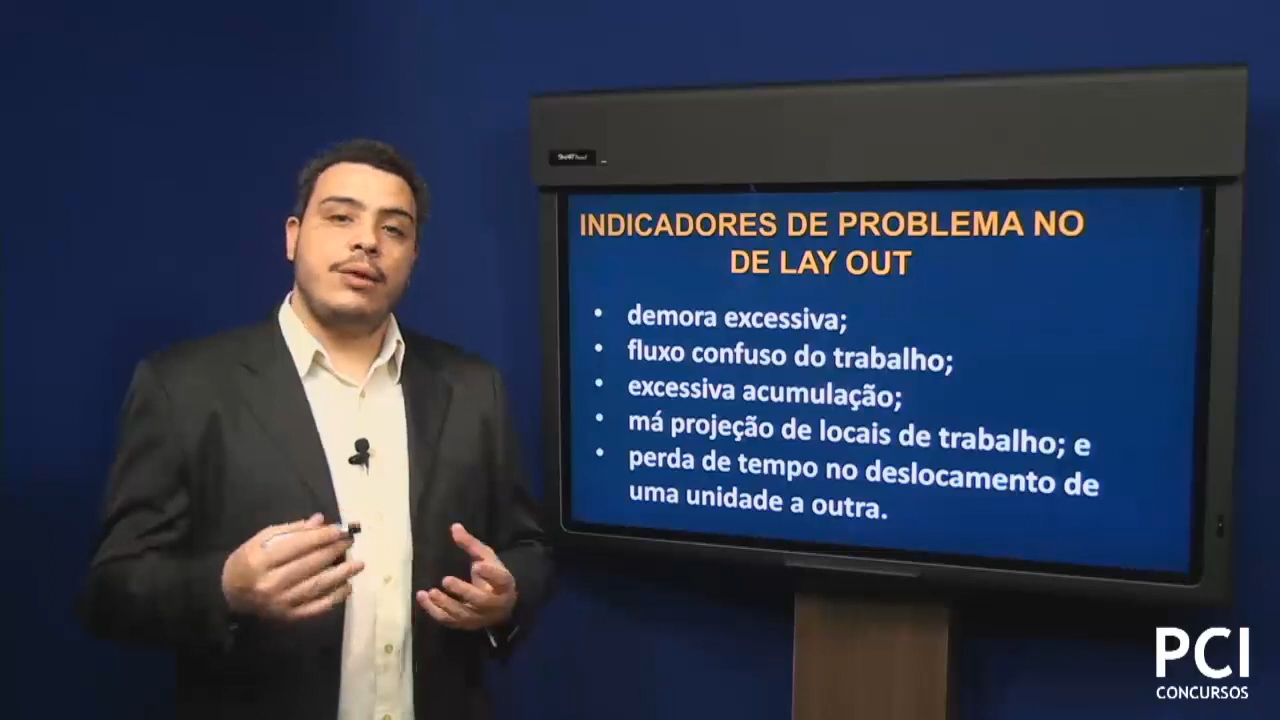 INDICADORES DE PROBLEMA NO
DE LAY OUT
• demora excessiva;
• fluxo confuso do trabalho;
• excessiva acumulação;
• má projeção de locais de trabalho; e
• perda de tempo no deslocamento de
uma unidade a outra.
PCI
CONCURSOS